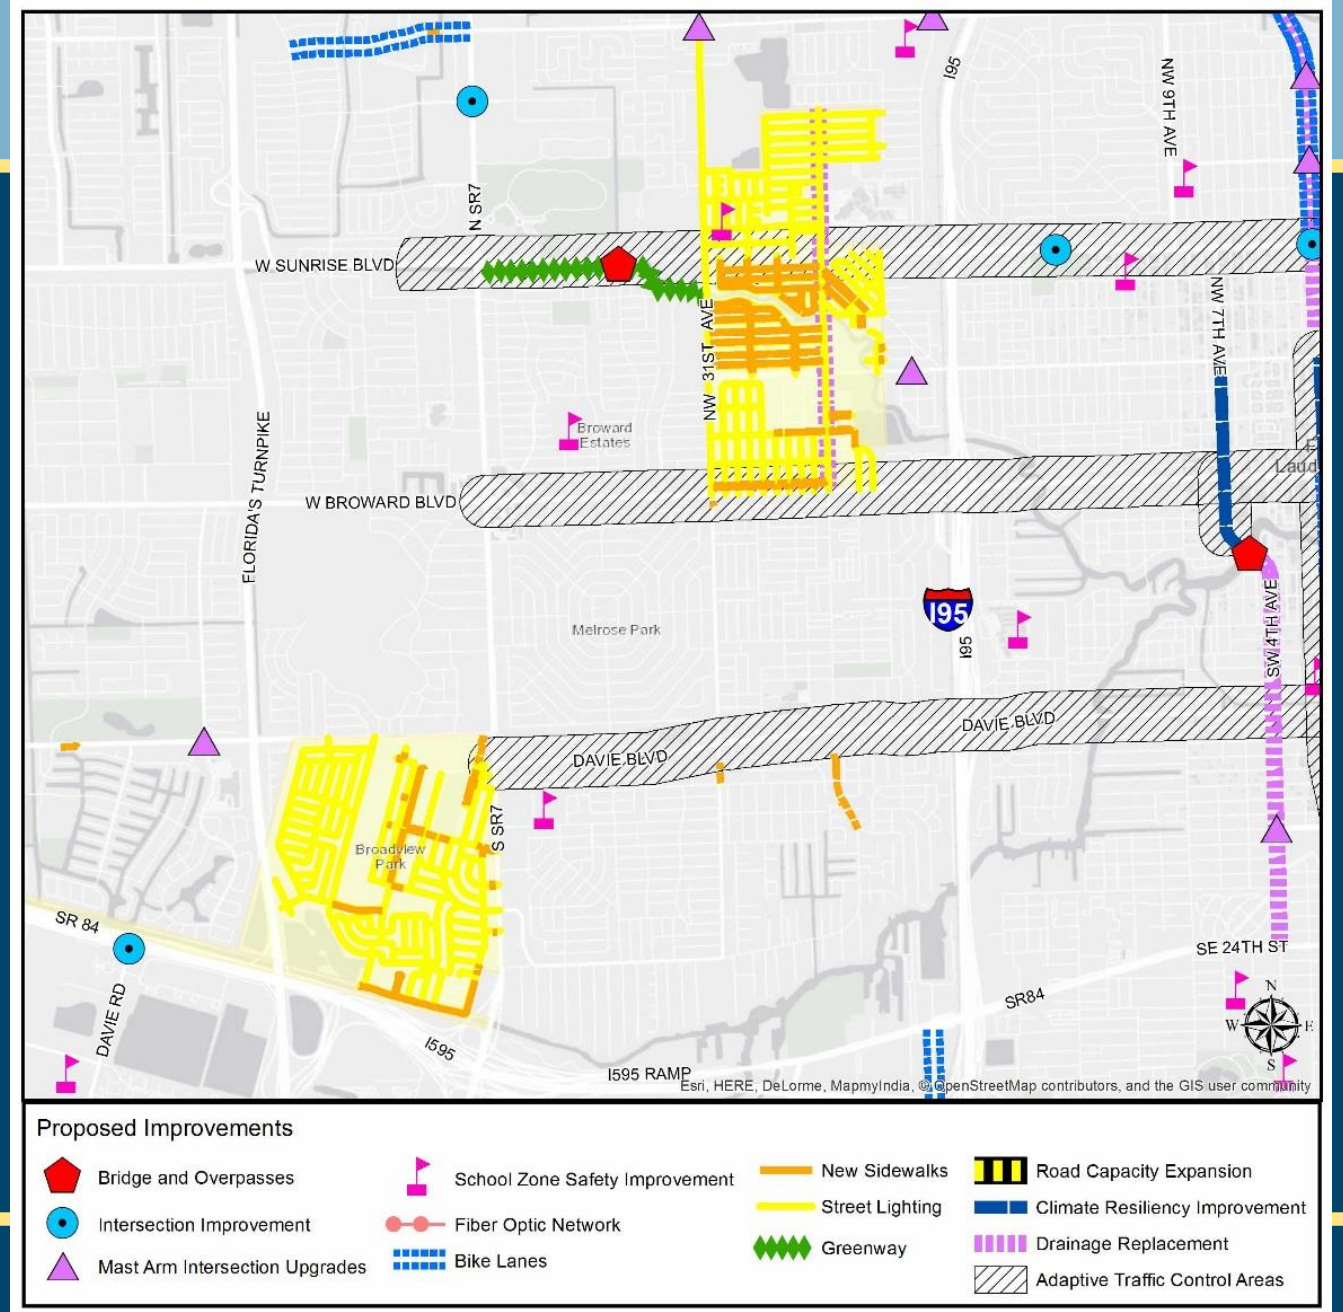 I95
NW 9TH AVE
N SR7
W SUNRISE BLVD
NW 7TH AVE
NW 31ST AVE
FLORIDA'S TURNPIKE
Broward
Estates
Laud
W BROWARD BLVD
I95
I95
SW 4TH AVE
Melrose Park
DAVIE BLVD
DAVIE BLVD
S SR7
Broadview
Park
SR 84
SE 24TH ST
DAVIE RD
SR84
N
W
E
S
I595
I595 RAMP
Esri, HERE, DeLorme, MapmyIndia, © OpenStreetMap contributors, and the GIS user community
Proposed Improvements
Bridge and Overpasses
Intersection Improvement
Mast Arm Intersection Upgrades
School Zone Safety Improvement
Fiber Optic Network
Bike Lanes
New Sidewalks
Street Lighting
Greenway
Road Capacity Expansion
Climate Resiliency Improvement
Drainage Replacement
Adaptive Traffic Control Areas